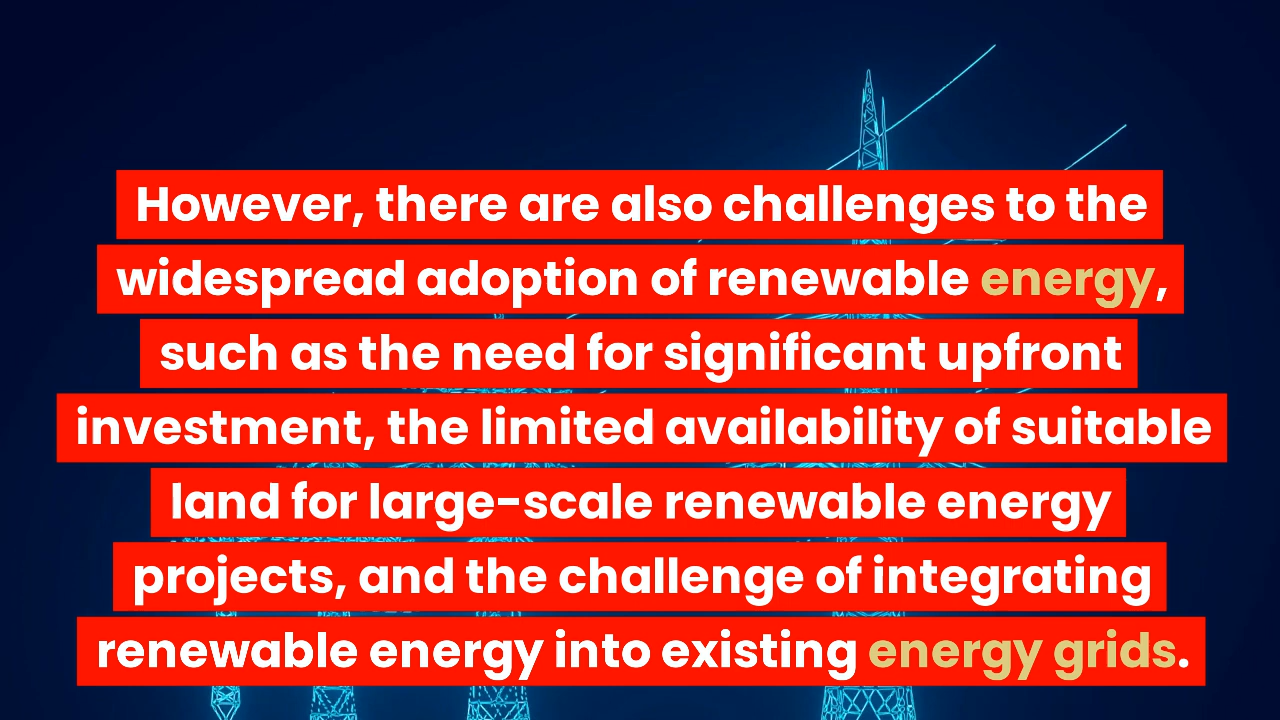 However, there are also challenges to the
widespread adoption of renewable energy,
such as the need for significant upfront
investment, the limited availability of suitable
land for large-scale renewable energy
projects, and the challenge of integrating
renewable energy into existing energy grids.